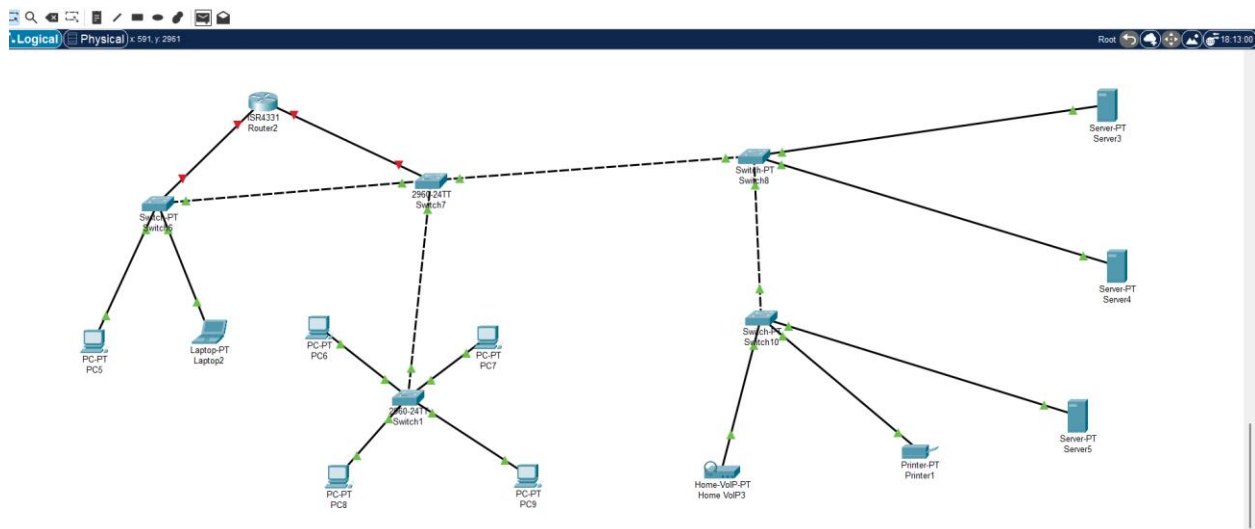 Logical
Physical
x: 591, y: 2961
Root
18:13:00
ISR4331
Router2
Server-PT
Server3
Switch-PT
Switch8
2960-24TT
Switch7
Switch-PT
Server-PT
Server4
PC-PT
PC5
Laptop-PT
Laptop2
PC-PT
PC6
PC-PT
PC7
Switch-PT
Switch10
2960-24TT
Switch1
Server-PT
Server5
PC-PT
PC8
PC-PT
PC9
Home-VoIP-PT
Home VoIP3
Printer-PT
Printer1